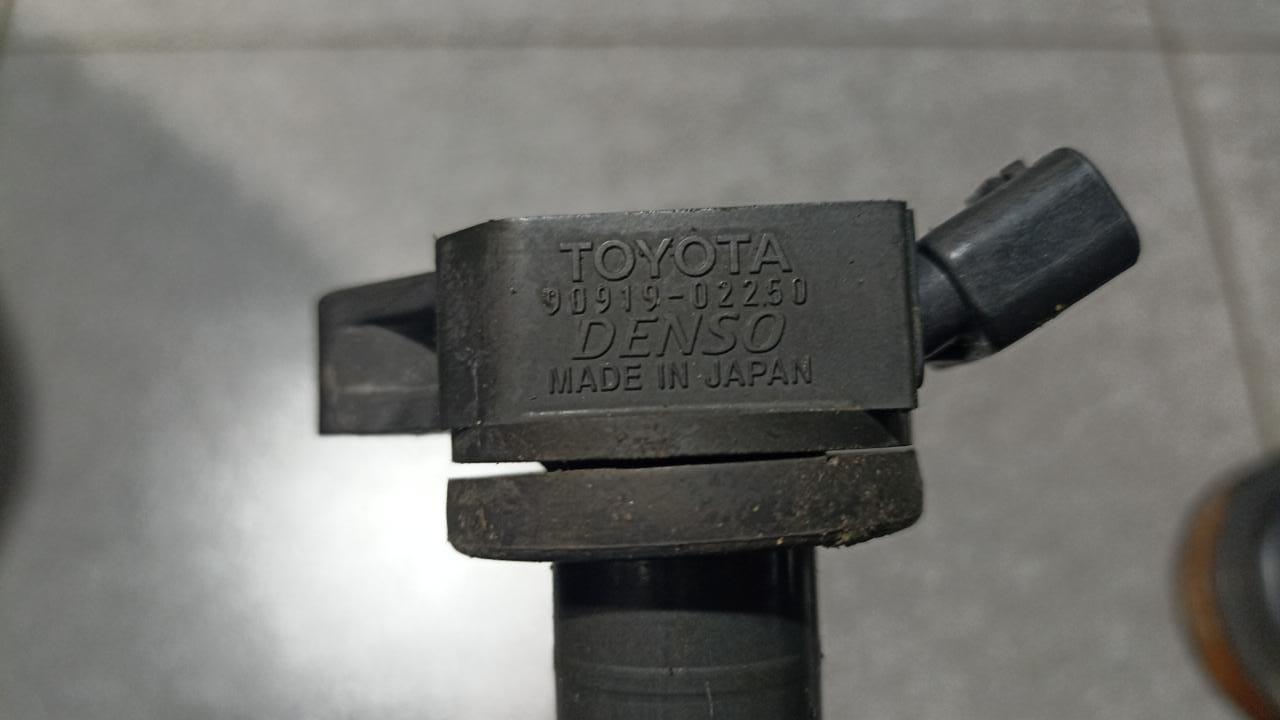 TOYOTA
90919-02250
DENSO
MADE IN JAPAN